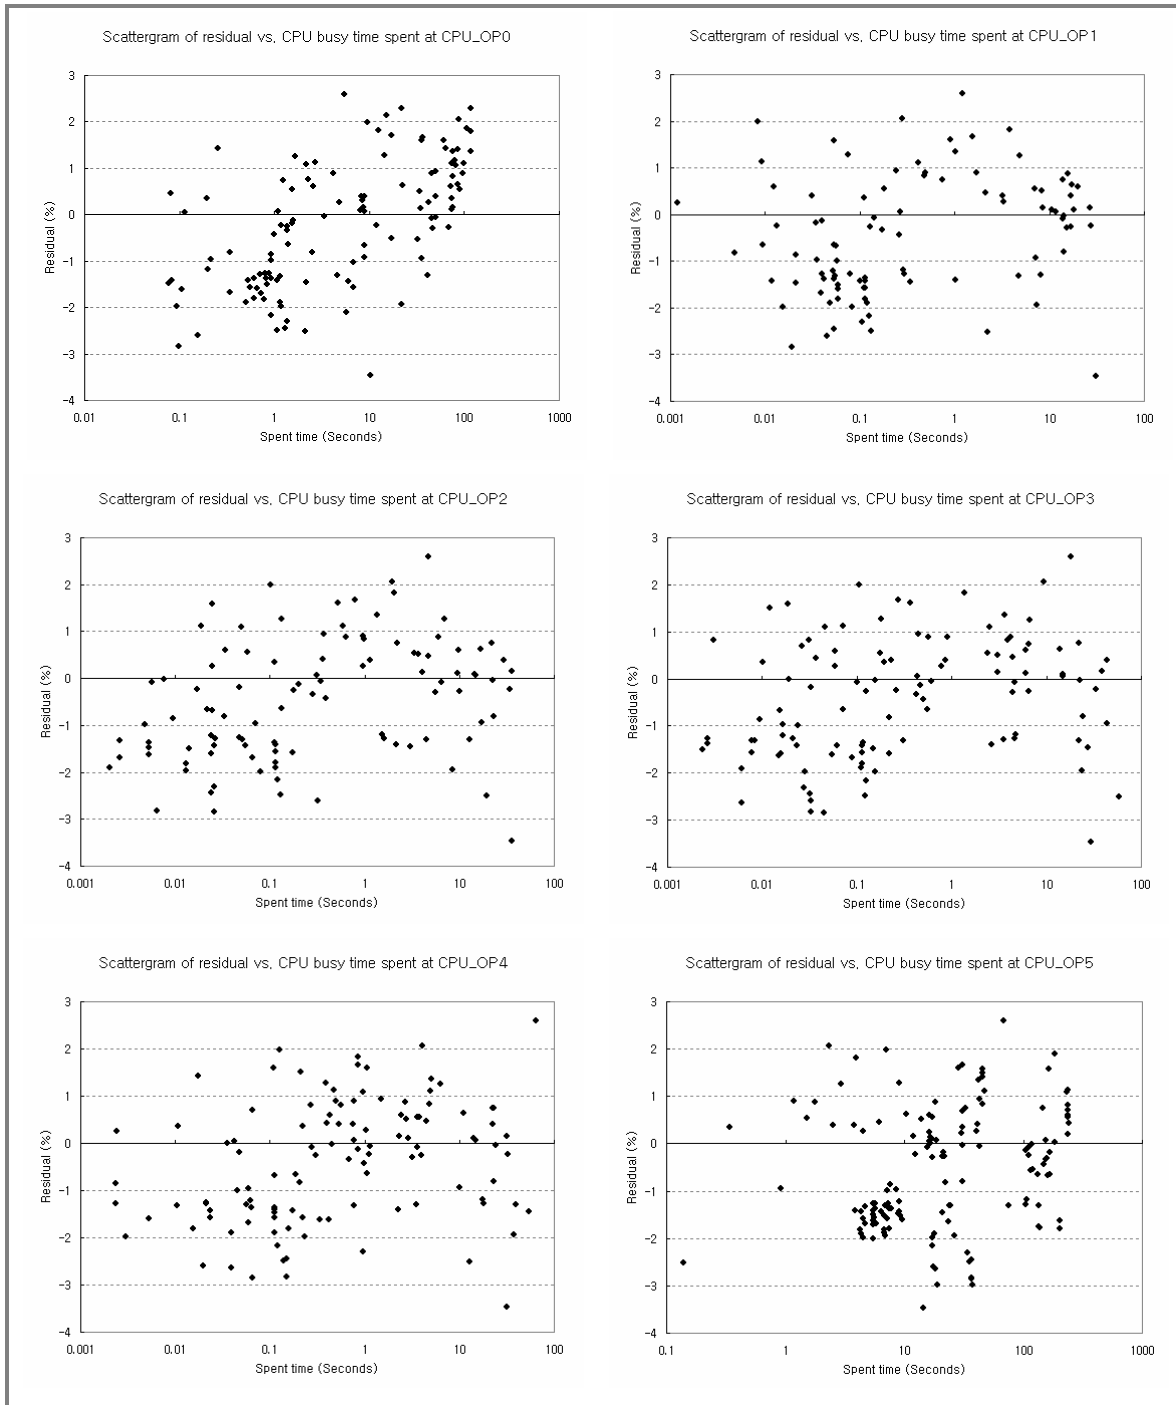 Scattergram of residual vs, CPU busy time spent at CPU_OP0
3
2
1
0
-1
-2
-3
-4
Residual (%)
0.01 0.1 1 10 100 1000
Spent time (Seconds)
Scattergram of residual vs, CPU busy time spent at CPU_OP1
3
2
1
0
-1
-2
-3
-4
Residual (%)
0.001 0.01 0.1 1 10 100
Spent time (Seconds)
Scattergram of residual vs, CPU busy time spent at CPU_OP2
3
2
1
0
-1
-2
-3
-4
Residual (%)
0.001 0.01 0.1 1 10 100
Spent time (Seconds)
Scattergram of residual vs, CPU busy time spent at CPU_OP3
3
2
1
0
-1
-2
-3
-4
Residual (%)
0.001 0.01 0.1 1 10 100
Spent time (Seconds)
Scattergram of residual vs, CPU busy time spent at CPU_OP4
3
2
1
0
-1
-2
-3
-4
Residual (%)
0.001 0.01 0.1 1 10 100
Spent time (Seconds)
Scattergram of residual vs, CPU busy time spent at CPU_OP5
3
2
1
0
-1
-2
-3
-4
Residual (%)
0.1 1 10 100 1000
Spent time (Seconds)